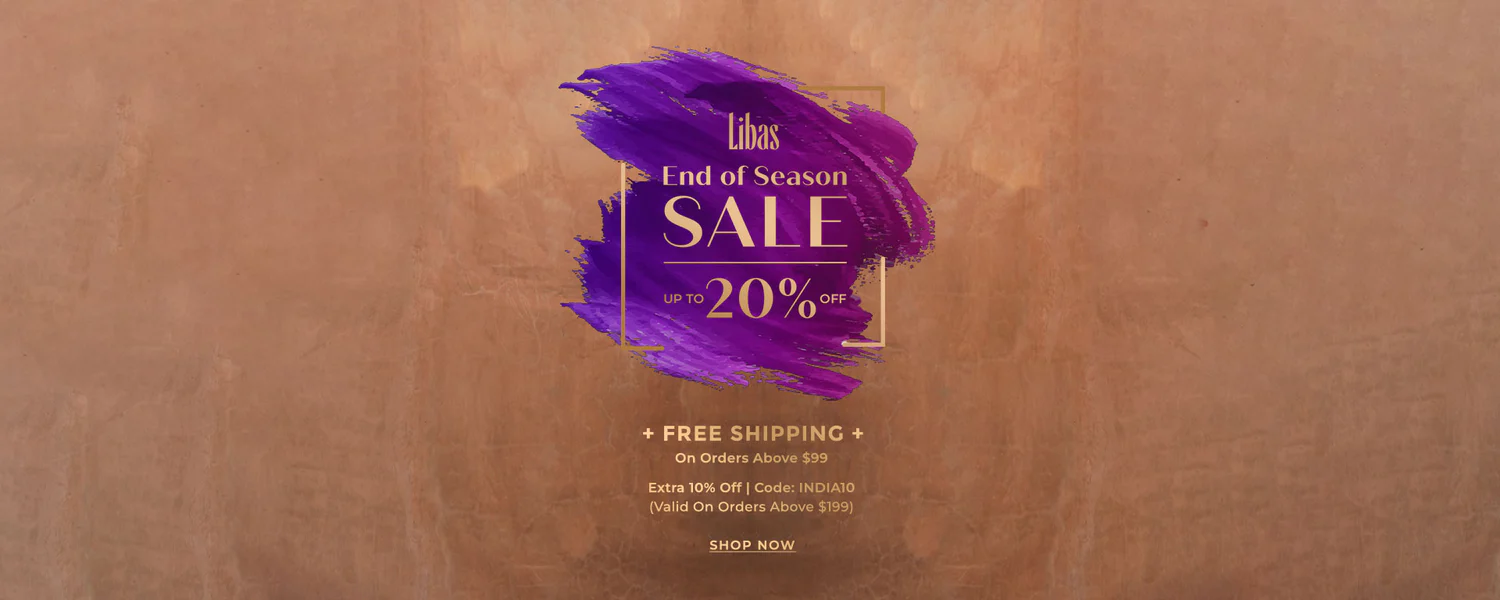 Libas
End of Season
SALE
UP TO 20% OFF
+ FREE SHIPPING +
On Orders Above $99
Extra 10% Off | Code: INDIA10
(Valid On Orders Above $199)
SHOP NOW